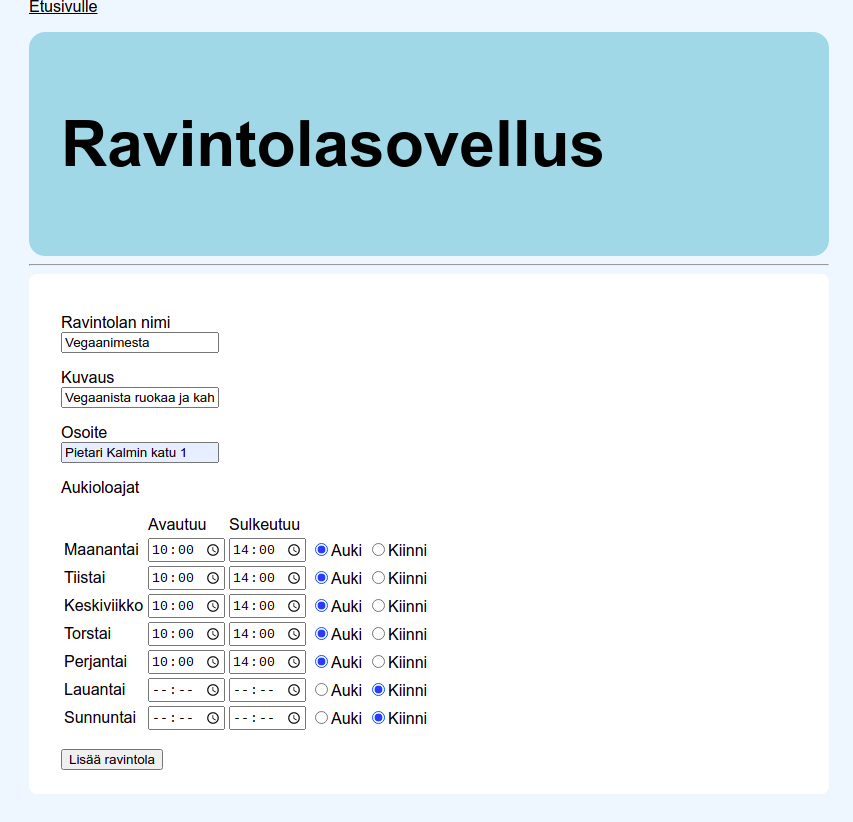 Etusivulle
Ravintolasovellus
Ravintolan nimi
Vegaanimesta
Kuvaus
Vegaanista ruokaa ja kah
Osoite
Pietari Kalmin katu 1
Aukioloajat
Avautuu Sulkeutuu
Maanantai 10:00 14:00 Auki Kiinni
Tiistai 10:00 14:00 Auki Kiinni
Keskiviikko 10:00 14:00 Auki Kiinni
Torstai 10:00 14:00 Auki Kiinni
Perjantai 10:00 14:00 Auki Kiinni
Lauantai --:-- --:-- Auki Kiinni
Sunnuntai --:-- --:-- Auki Kiinni
Lisää ravintola